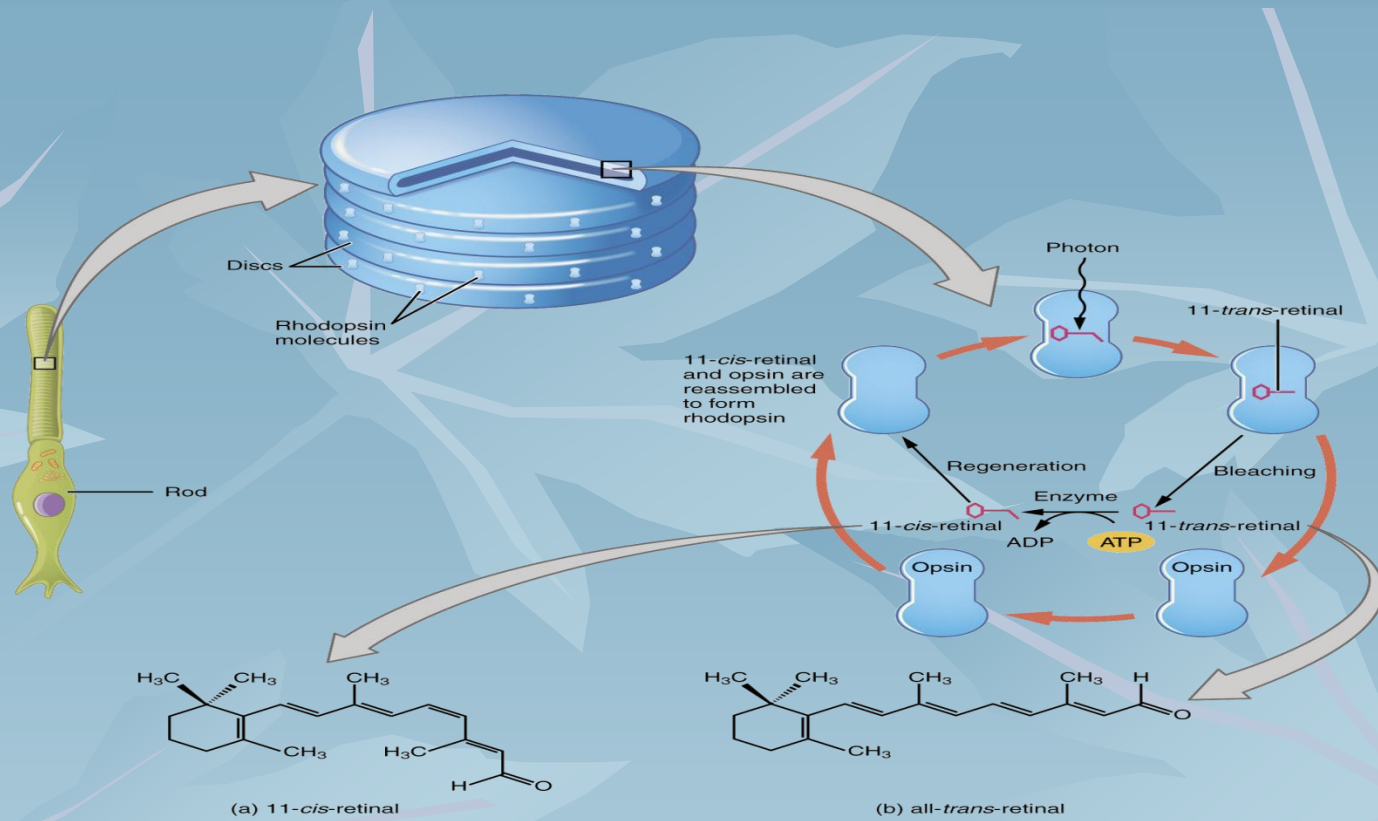 Photon
11-trans-retinal
Discs
Rhodopsin
molecules
11-cis-retinal
and opsin are
reassembled
to form
rhodopsin
Regeneration
Bleaching
Enzyme
Rod
11-cis-retinal
11-trans-retinal
ADP
ATP
Opsin
Opsin
H₃C
CH₃
CH₃
CH₃
H₃C
H
O
(a) 11-cis-retinal
H₃C
CH₃
CH₃
CH₃
H
O
CH₃
(b) all-trans-retinal